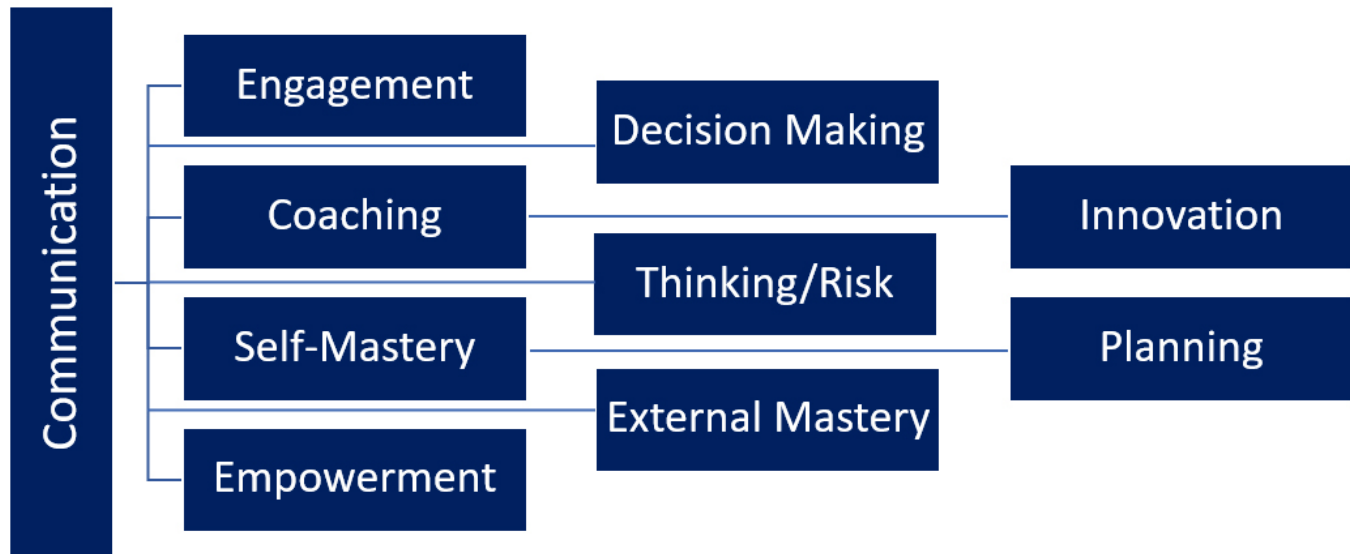 Communication
Engagement
Decision Making
Coaching
Innovation
Thinking/Risk
Self-Mastery
Planning
External Mastery
Empowerment